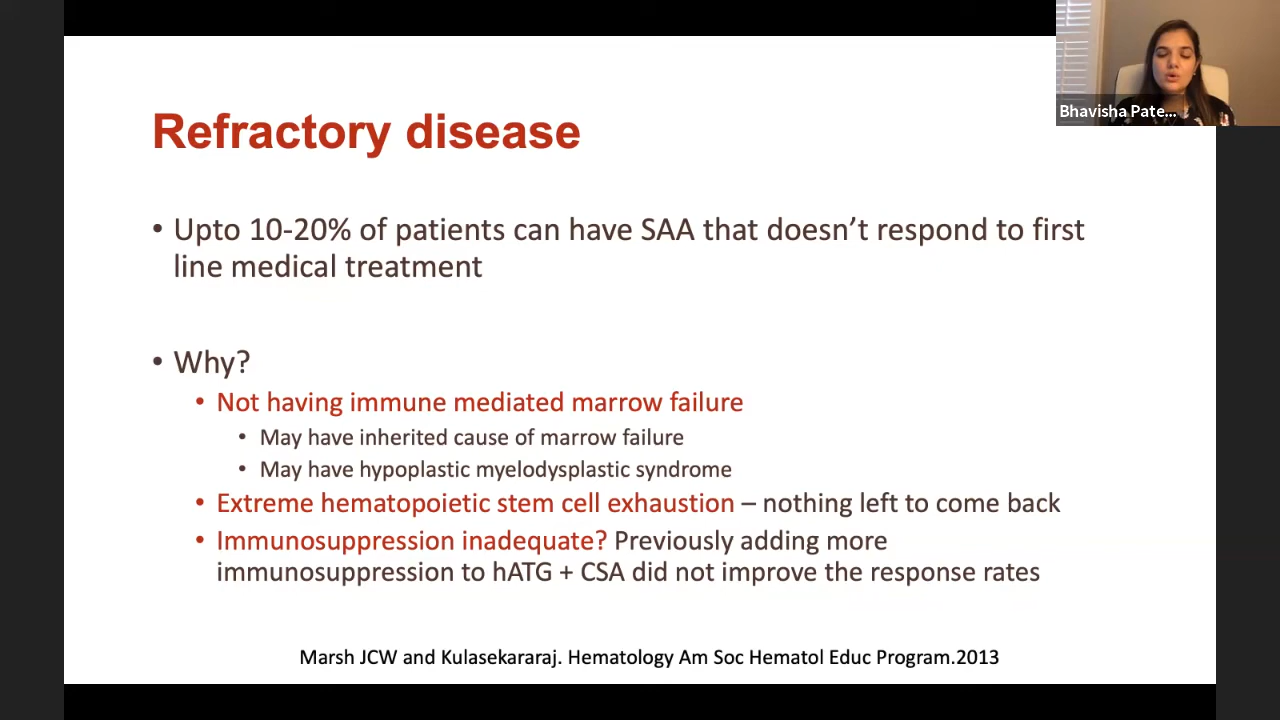 Bhavisha Pate...
Refractory disease
• Upto 10-20% of patients can have SAA that doesn't respond to first
line medical treatment
• Why?
• Not having immune mediated marrow failure
• May have inherited cause of marrow failure
• May have hypoplastic myelodysplastic syndrome
• Extreme hematopoietic stem cell exhaustion – nothing left to come back
• Immunosuppression inadequate? Previously adding more
immunosuppression to hATG + CSA did not improve the response rates
Marsh JCW and Kulasekararaj. Hematology Am Soc Hematol Educ Program.2013